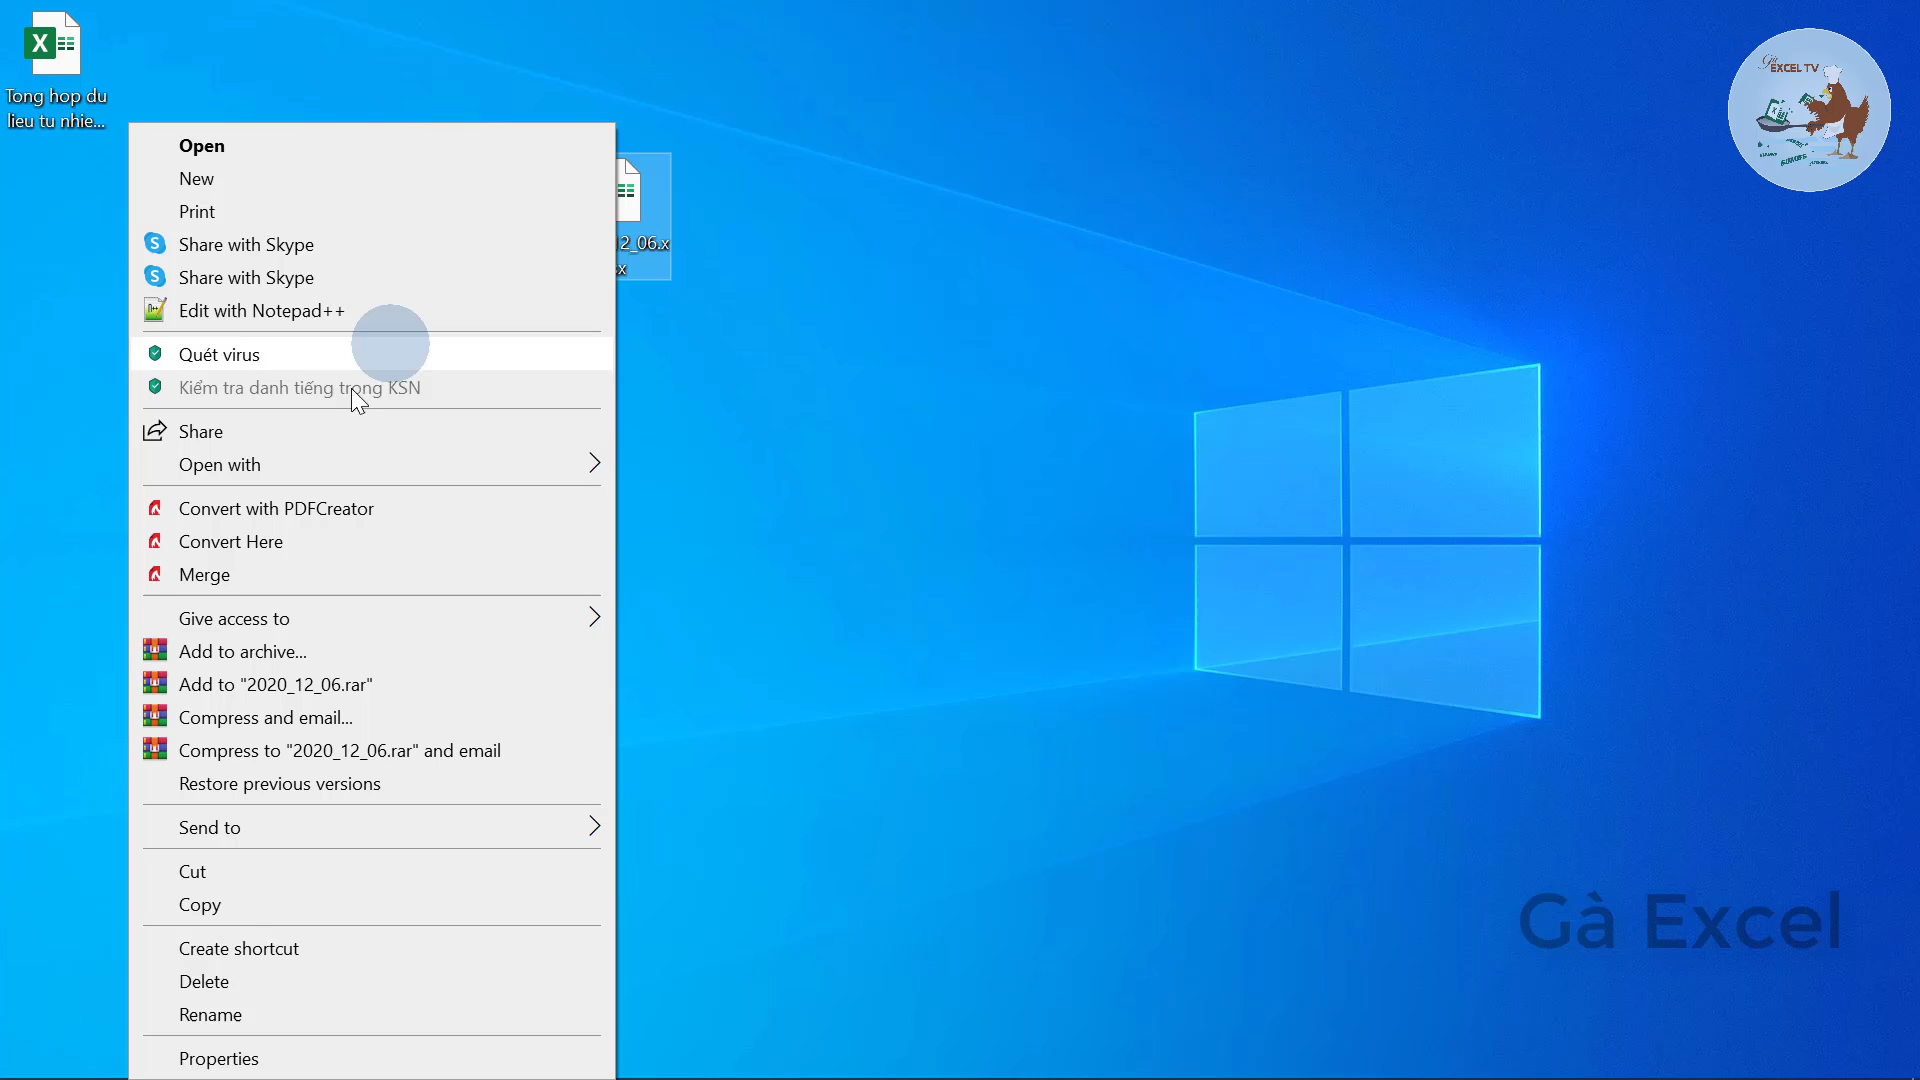 Tong hop du
lieu tu nhie...
EXCEL TV
Open
New
Print
Share with Skype
Share with Skype
Edit with Notepad++
12_06.x
sx
Quét virus
Kiểm tra danh tiếng trong KSN
Share
Open with
Convert with PDFCreator
Convert Here
Merge
Give access to
Add to archive...
Add to "2020_12_06.rar"
Compress and email...
Compress to "2020_12_06.rar" and email
Restore previous versions
Send to
Cut
Copy
Create shortcut
Delete
Rename
Properties
Gà Excel